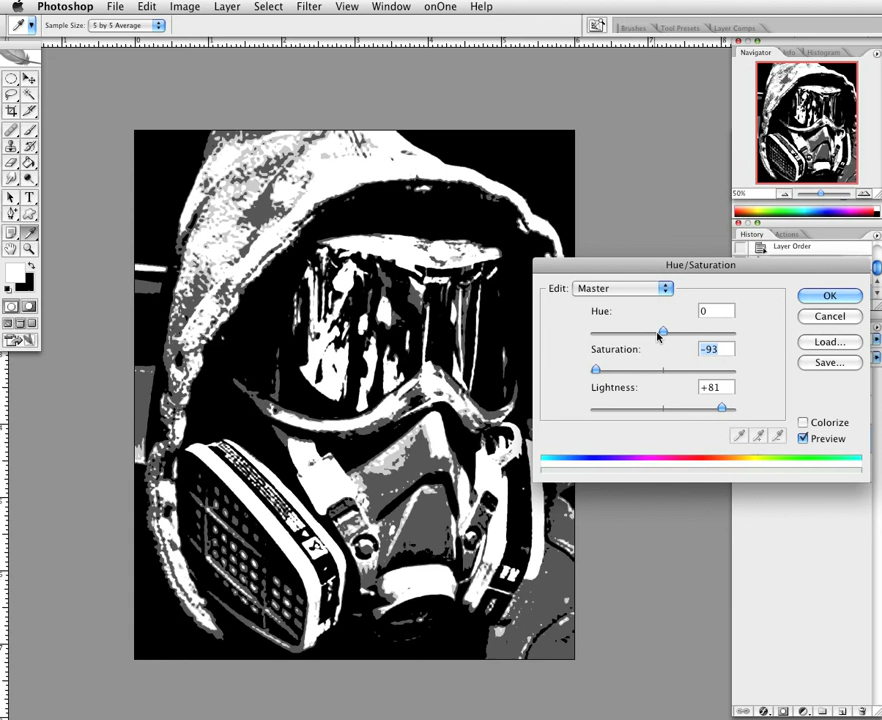 Photoshop File Edit Image Layer Select Filter View Window onOne Help
Sample Size: 5 by 5 Average
Brushes Tool Presets Layer Comps
Navigator Info Histogram
50%
History Actions
Layer Order
Hue/Saturation
Edit: Master
Hue: 0
Saturation: -93
Lightness: +81
OK
Cancel
Load...
Save...
Colorize
Preview